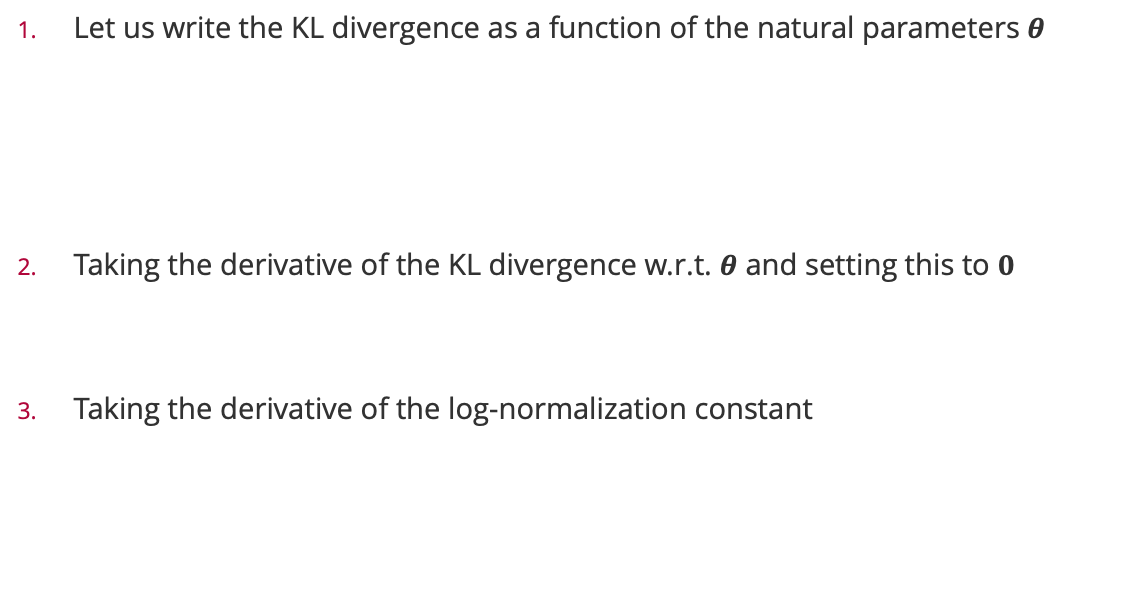 1. Let us write the KL divergence as a function of the natural parameters θ
2. Taking the derivative of the KL divergence w.r.t. θ and setting this to 0
3. Taking the derivative of the log-normalization constant